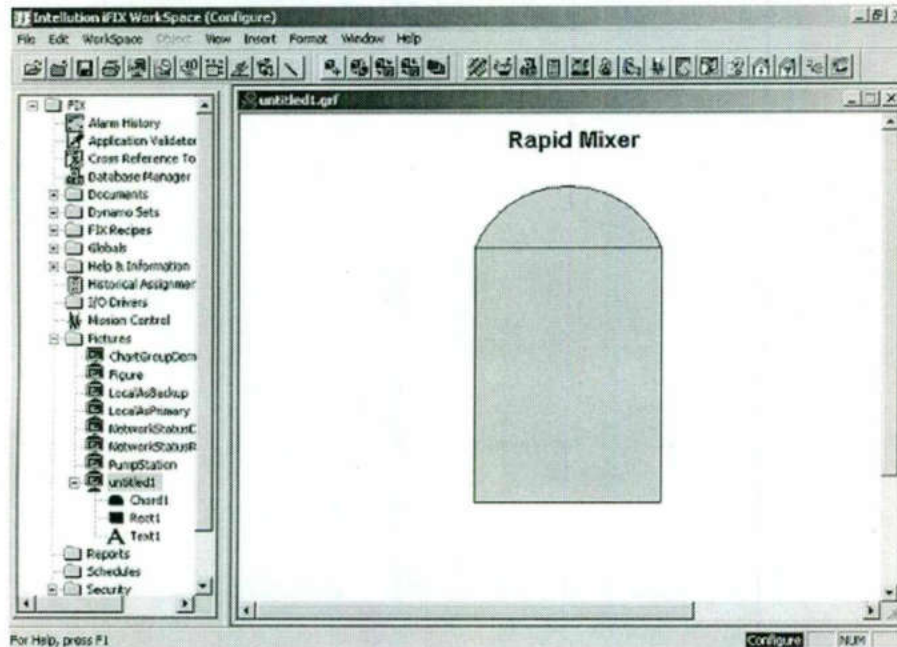 Intellution iFIX WorkSpace (Configure)
File Edit WorkSpace Object View Insert Format Window Help
FIX
Alarm History
Application Validator
Cross Reference To
Database Manager
Documents
Dynamo Sets
FIX Recipes
Globals
Help & Information
Historical Assignmen
I/O Drivers
Mission Control
Pictures
ChartGroupDem
Figure
LocalAsBackup
LocalAsPrimary
NetworkStatusC
NetworkStatusR
PumpStation
untitled1
Chord1
Rect1
A Text1
Reports
Schedules
Security
untitled1.grf
Rapid Mixer
For Help, press F1
Configure NUM